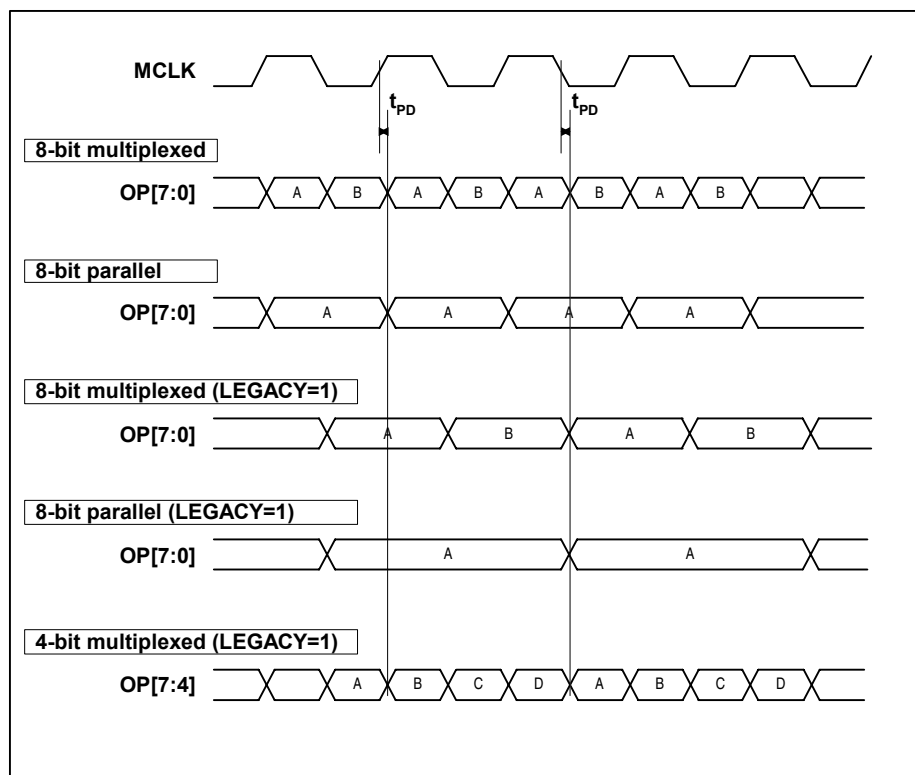 MCLK
tPD tPD
8-bit multiplexed
OP[7:0] A B A B A B A B
8-bit parallel
OP[7:0] A A A A
8-bit multiplexed (LEGACY=1)
OP[7:0] A B A B
8-bit parallel (LEGACY=1)
OP[7:0] A A
4-bit multiplexed (LEGACY=1)
OP[7:4] A B C D A B C D